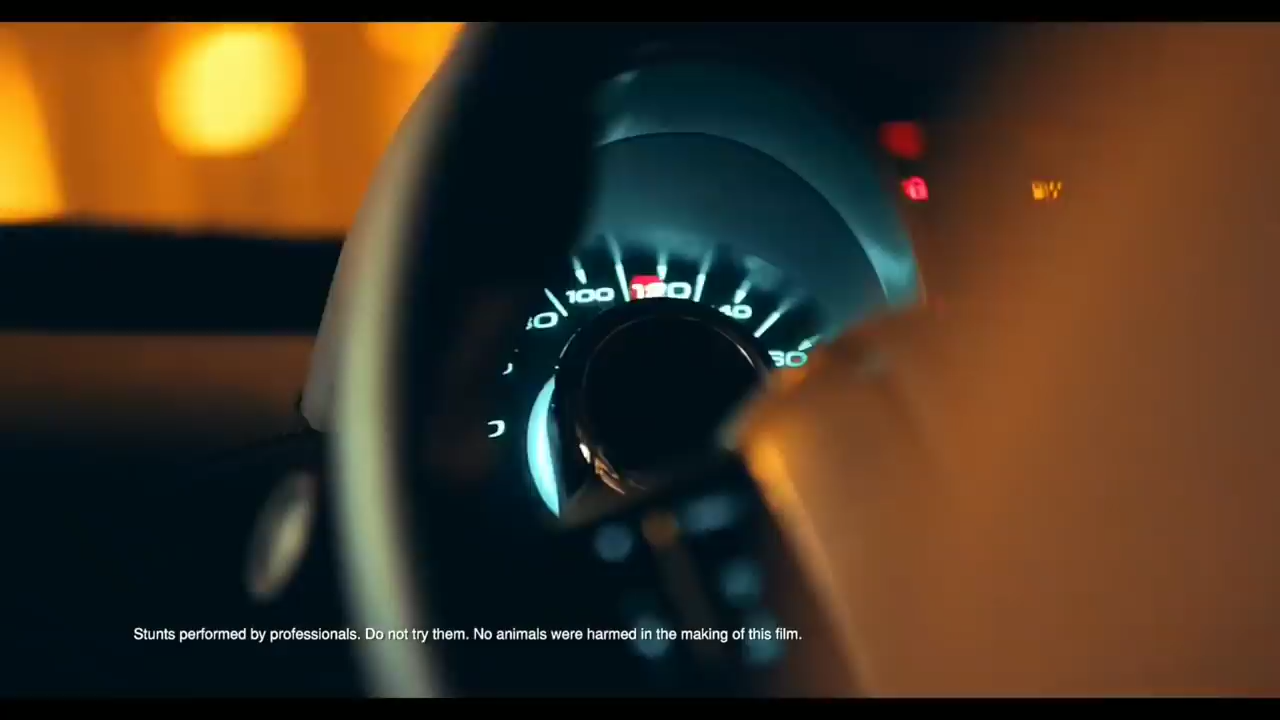 100
120
Stunts performed by professionals. Do not try them. No animals were harmed in the making of this film.